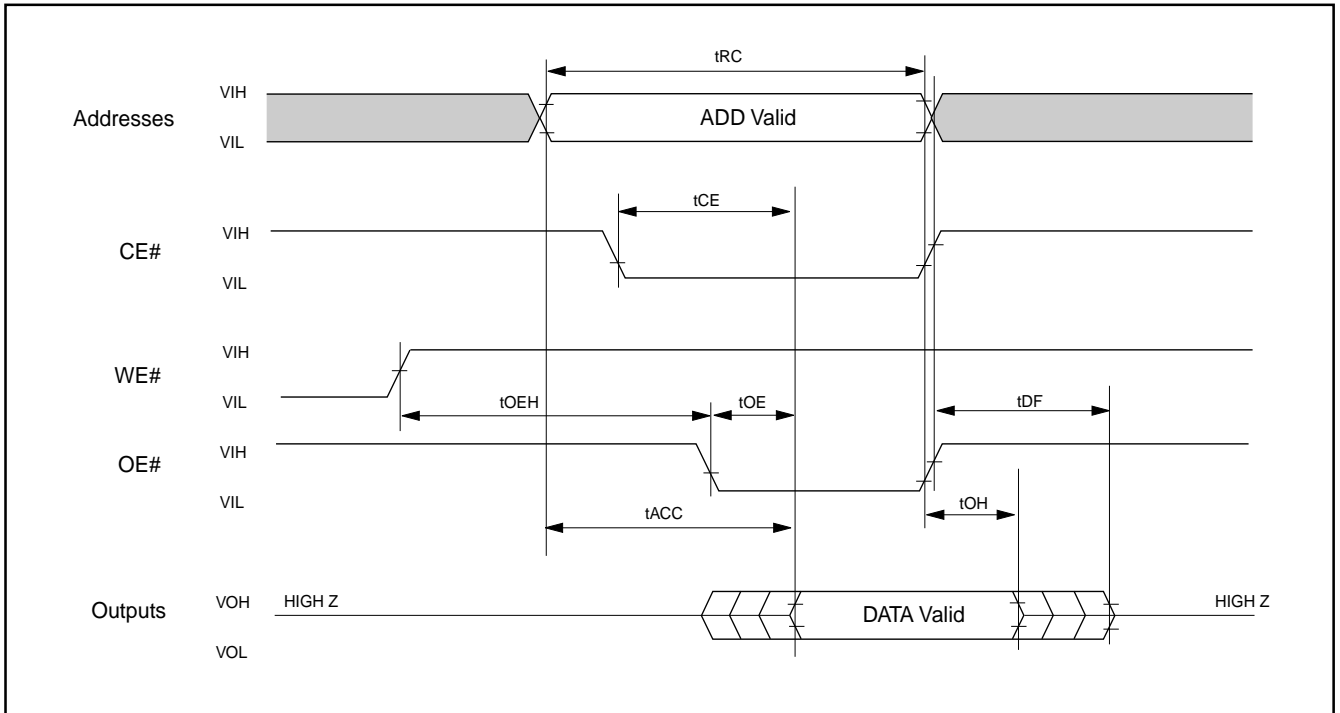 tRC
VIH
Addresses
ADD Valid
VIL
tCE
VIH
CE#
VIL
VIH
WE#
VIL
tOEH
tOE
tDF
VIH
OE#
VIL
tOH
tACC
VOH
HIGH Z
HIGH Z
Outputs
DATA Valid
VOL